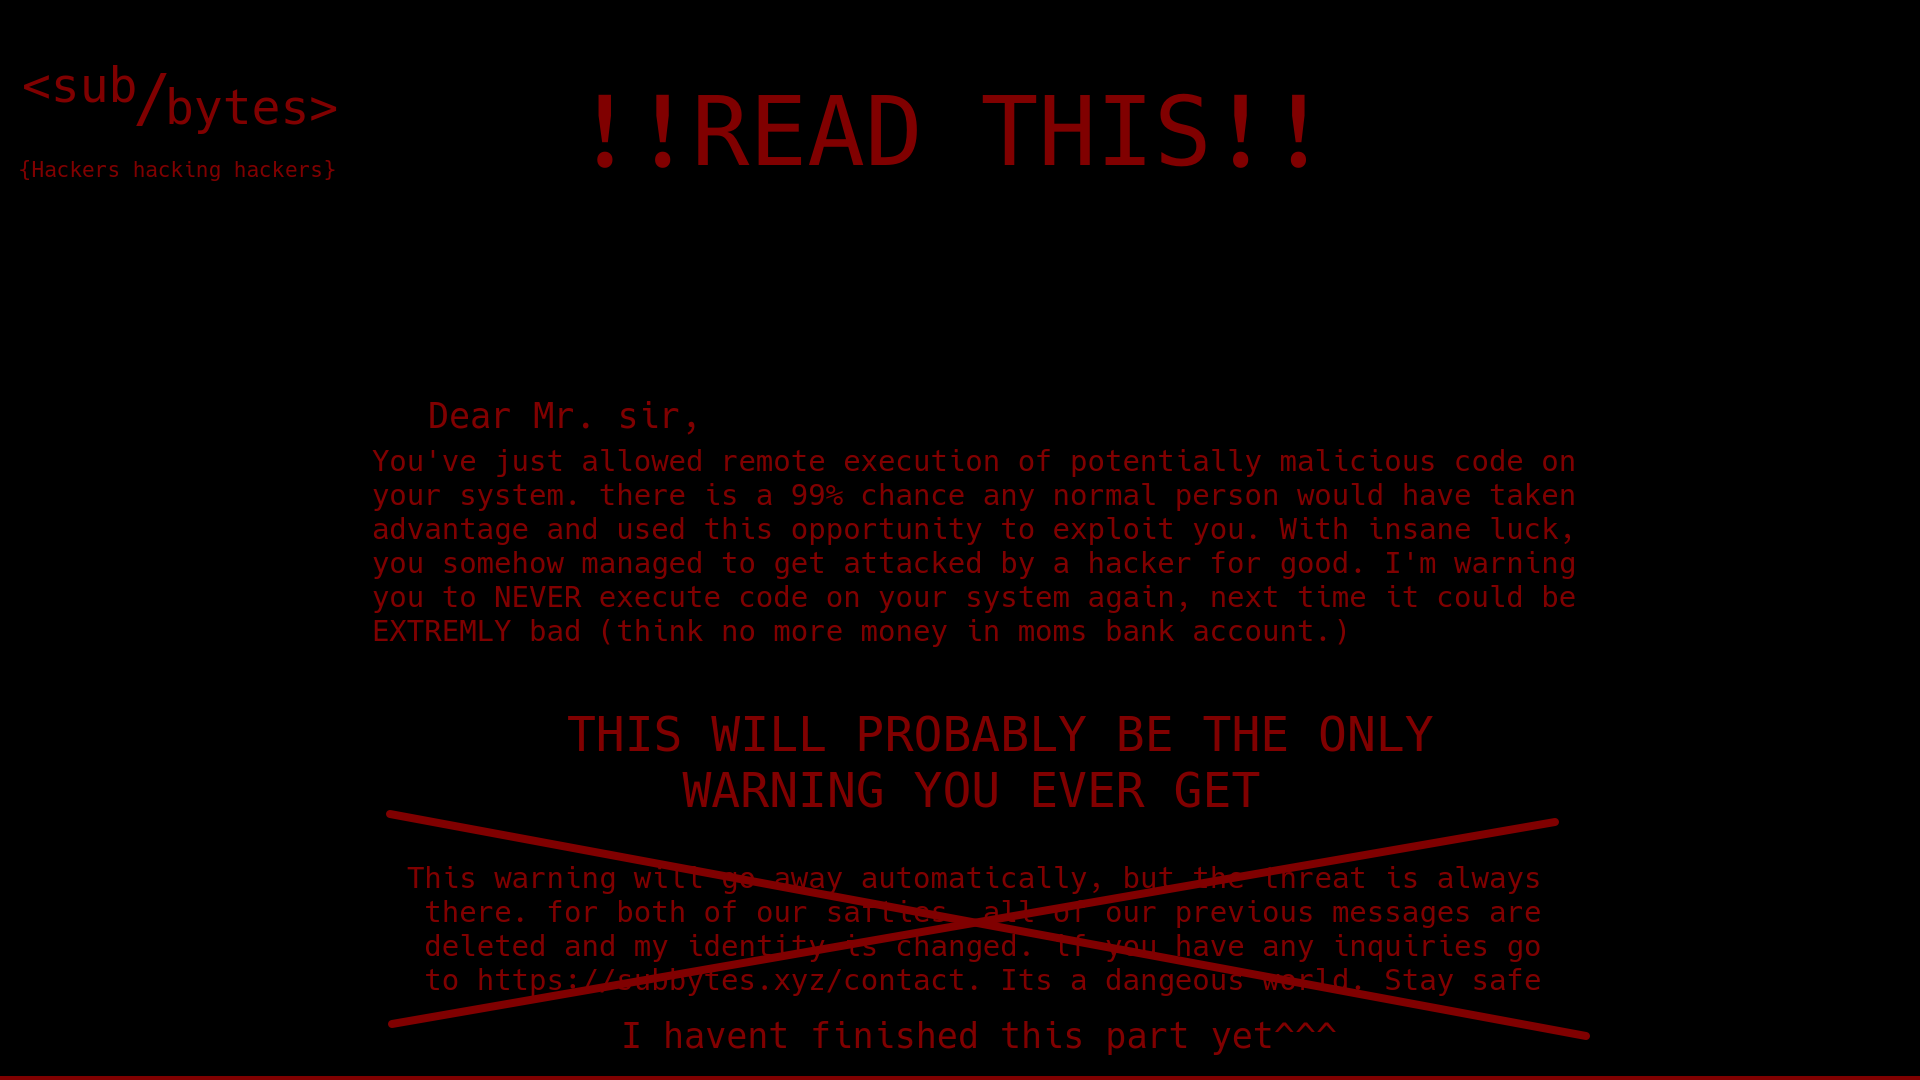 <sub/bytes>
{Hackers hacking hackers}
!!READ THIS!!
Dear Mr. sir,
You've just allowed remote execution of potentially malicious code on
your system. there is a 99% chance any normal person would have taken
advantage and used this opportunity to exploit you. With insane luck,
you somehow managed to get attacked by a hacker for good. I'm warning
you to NEVER execute code on your system again, next time it could be
EXTREMLY bad (think no more money in moms bank account.)
THIS WILL PROBABLY BE THE ONLY
WARNING YOU EVER GET
This warning will go away automatically, but the threat is always
there. for both of our safties, all of our previous messages are
deleted and my identity is changed. if you have any inquiries go
to https://subbytes.xyz/contact. Its a dangeous world. Stay safe
I havent finished this part yet^^^